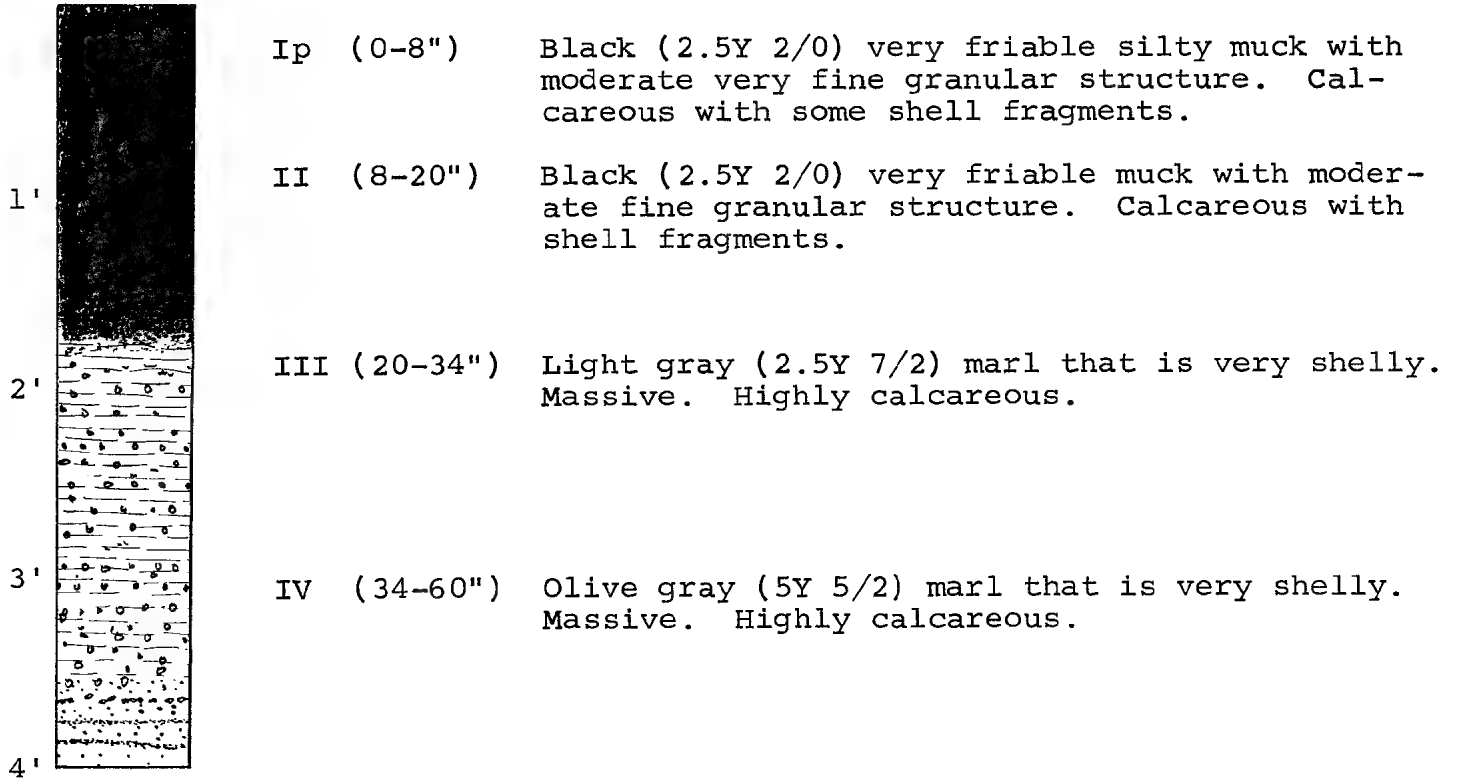 Ip (0-8") Black (2.5Y 2/0) very friable silty muck with
moderate very fine granular structure. Cal-
careous with some shell fragments.
1'
II (8-20") Black (2.5Y 2/0) very friable muck with moder-
ate fine granular structure. Calcareous with
shell fragments.
2'
III (20-34") Light gray (2.5Y 7/2) marl that is very shelly.
Massive. Highly calcareous.
3'
IV (34-60") Olive gray (5Y 5/2) marl that is very shelly.
Massive. Highly calcareous.
4'